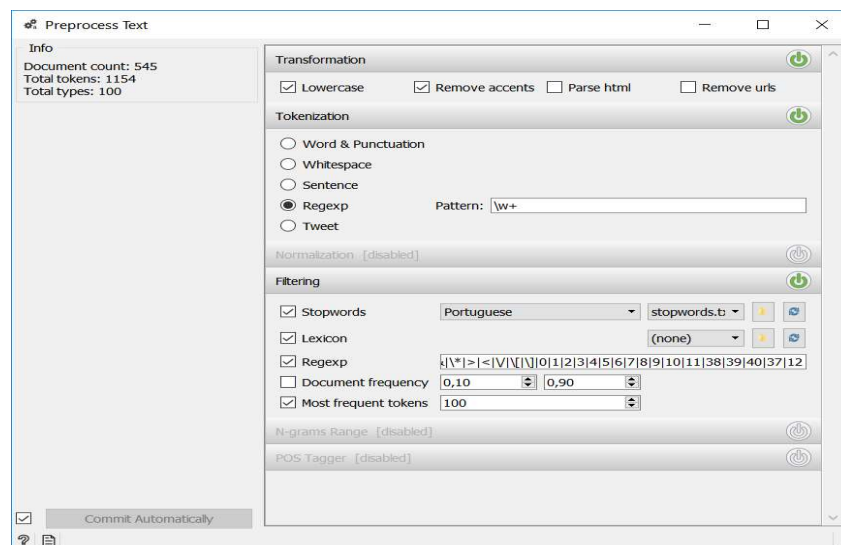 Preprocess Text
Info
Document count: 545
Total tokens: 1154
Total types: 100
Transformation
Lowercase Remove accents Parse html Remove urls
Tokenization
Word & Punctuation
Whitespace
Sentence
Regexp Pattern: \w+
Tweet
Normalization [disabled]
Filtering
Stopwords Portuguese stopwords.t
Lexicon (none)
Regexp |\*|>|<|\/|\[|\]|0|1|2|3|4|5|6|7|8|9|10|11|38|39|40|37|12
Document frequency 0,10 0,90
Most frequent tokens 100
N-grams Range [disabled]
POS Tagger [disabled]
Commit Automatically
?